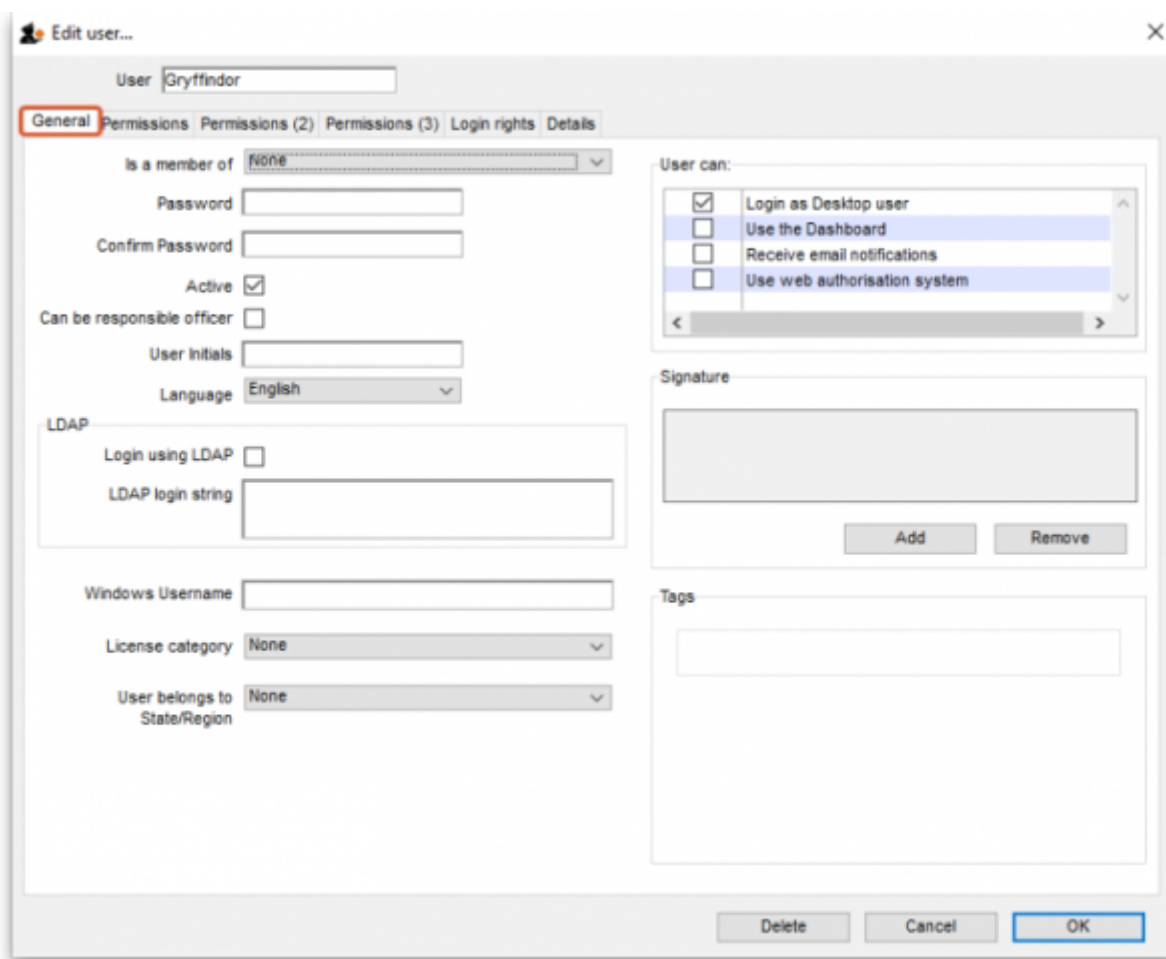 Edit user...
User Gryffindor
General Permissions Permissions (2) Permissions (3) Login rights Details
Is a member of None
Password
Confirm Password
Active
Can be responsible officer
User Initials
Language English
LDAP
Login using LDAP
LDAP login string
Windows Username
License category None
User belongs to None
State/Region
User can:
Login as Desktop user
Use the Dashboard
Receive email notifications
Use web authorisation system
Signature
Add Remove
Tags
Delete Cancel OK